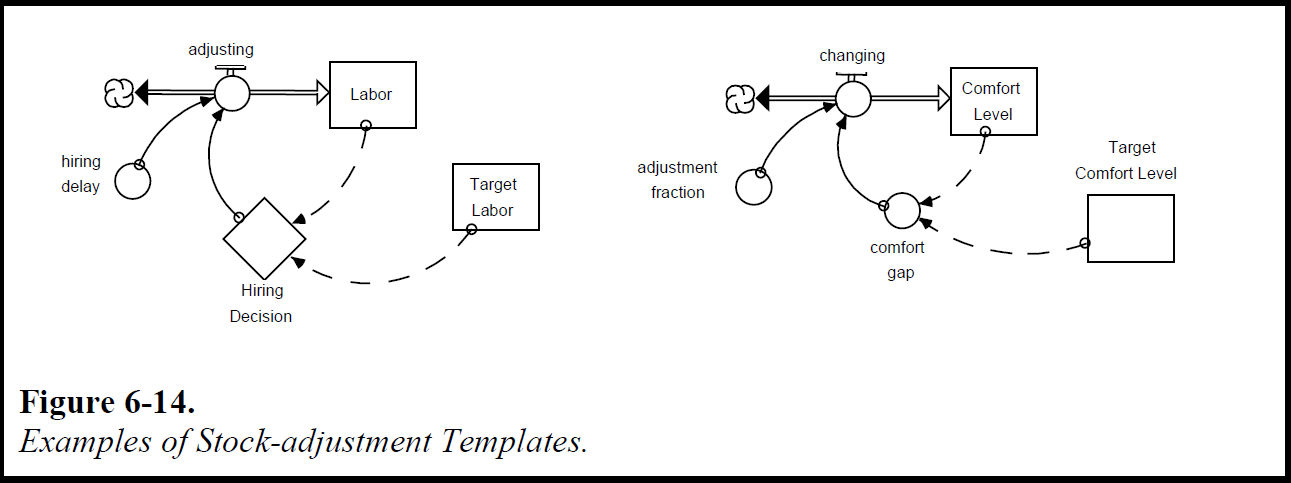 adjusting
Labor
hiring
delay
Target
Labor
Hiring
Decision
changing
Comfort
Level
adjustment
fraction
Target
Comfort Level
comfort
gap
Figure 6-14.
Examples of Stock-adjustment Templates.